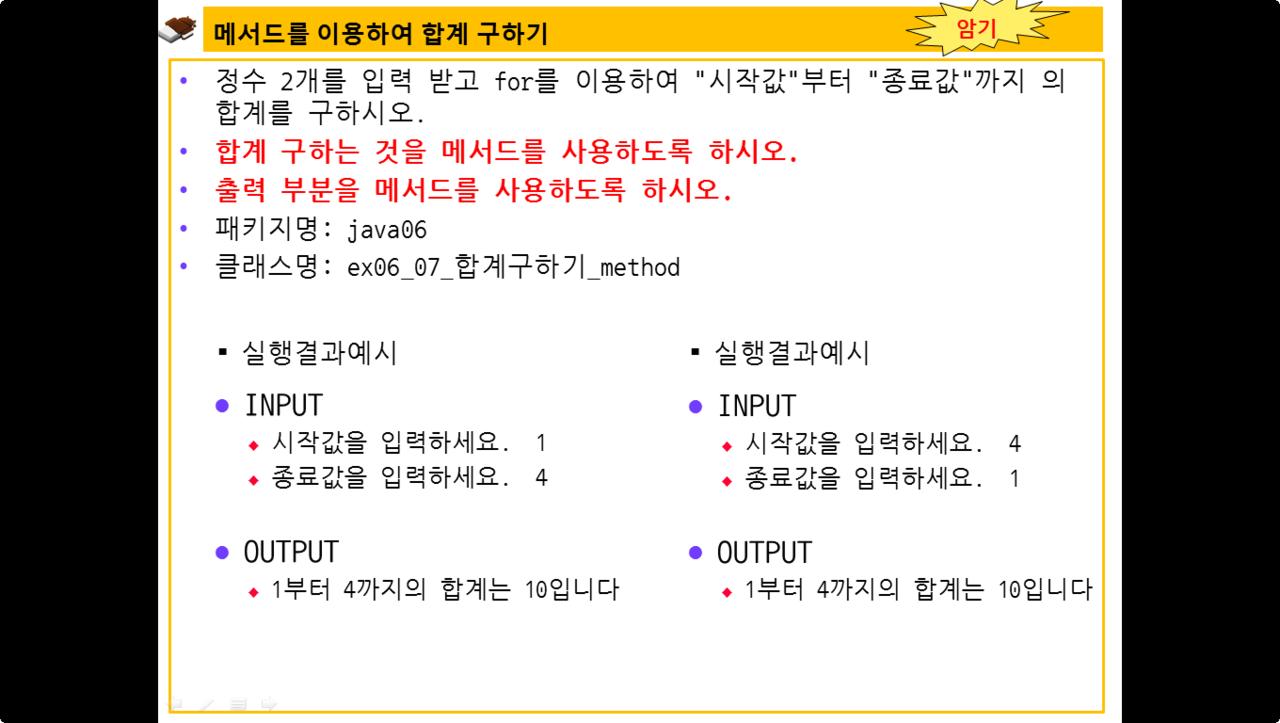 메서드를 이용하여 합계 구하기
암기
• 정수 2개를 입력 받고 for를 이용하여 "시작값"부터 "종료값"까지 의
합계를 구하시오.
• 합계 구하는 것을 메서드를 사용하도록 하시오.
• 출력 부분을 메서드를 사용하도록 하시오.
• 패키지명: java06
• 클래스명: ex06_07_합계구하기_method
▪ 실행결과예시
● INPUT
◆ 시작값을 입력하세요. 1
◆ 종료값을 입력하세요. 4
● OUTPUT
◆ 1부터 4까지의 합계는 10입니다
▪ 실행결과예시
● INPUT
◆ 시작값을 입력하세요. 4
◆ 종료값을 입력하세요. 1
● OUTPUT
◆ 1부터 4까지의 합계는 10입니다